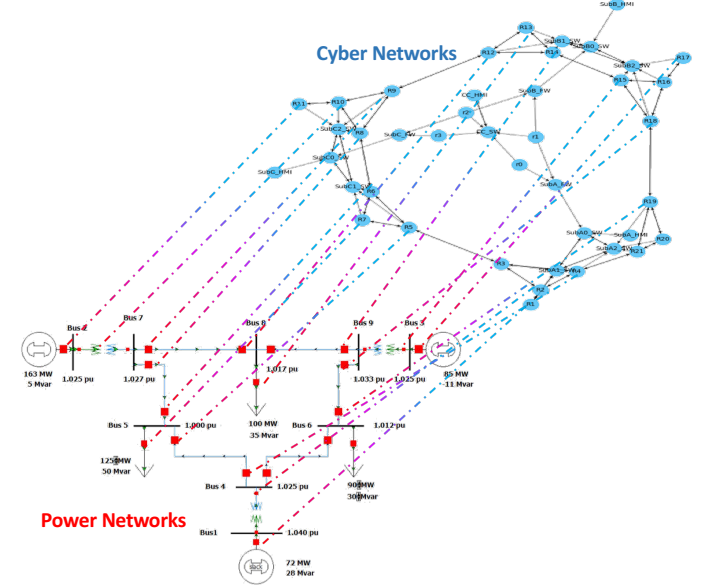 SubB_HMI
R13
SubB1_SW
SubB0_SW
R12
R14
Cyber Networks
SubB2_SW
R17
R15
R16
R9
CC_HMI
SubB_FW
R11
R10
r2
R18
SubC2_SW
R8
SubC_FW
r3
CC_SW
r1
SubC0_SW
r0
SubC_HMI
SubA_FW
SubC1_SW
R6
R19
R7
R5
SubA0_SW
SubA_HMI
R20
SubA2_SW
R21
R3
SubA1_SW
R4
R2
R1
Bus 7
Bus 8
Bus 9
Bus 3
Bus 2
163 MW
5 Mvar
1.025 pu
1.027 pu
1.017 pu
1.033 pu
1.025 pu
85 MW
-11 Mvar
Bus 5
1.000 pu
100 MW
35 Mvar
Bus 6
1.012 pu
125 MW
50 Mvar
90 MW
30 Mvar
Bus 4
1.025 pu
Power Networks
Bus1
1.040 pu
72 MW
28 Mvar